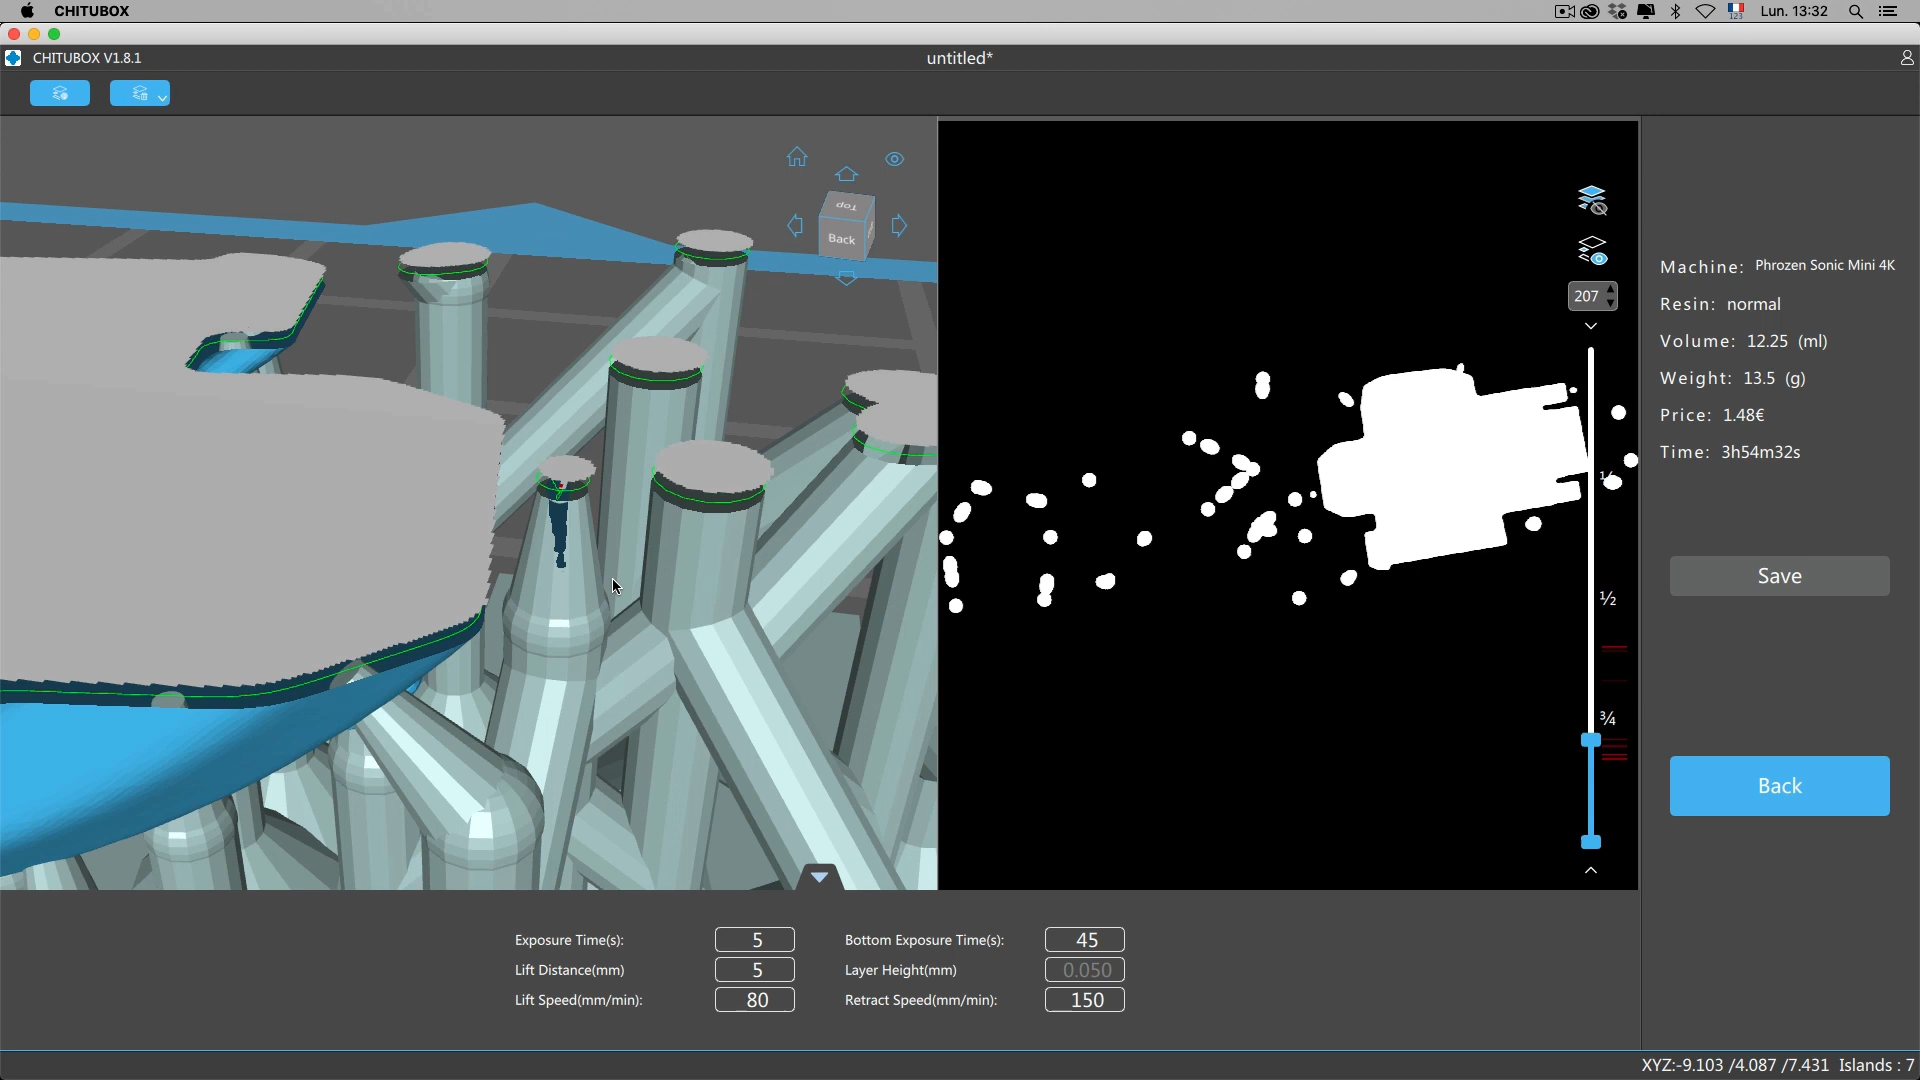 CHITUBOX
123
Lun. 13:32
CHITUBOX V1.8.1
untitled*
Top
Back
207
½
¾
Machine: Phrozen Sonic Mini 4K
Resin: normal
Volume: 12.25 (ml)
Weight: 13.5 (g)
Price: 1.48€
Time: 3h54m32s
Save
Back
Exposure Time(s): 5
Bottom Exposure Time(s): 45
Lift Distance(mm) 5
Layer Height(mm) 0.050
Lift Speed(mm/min): 80
Retract Speed(mm/min): 150
XYZ:-9.103 /4.087 /7.431 Islands : 7